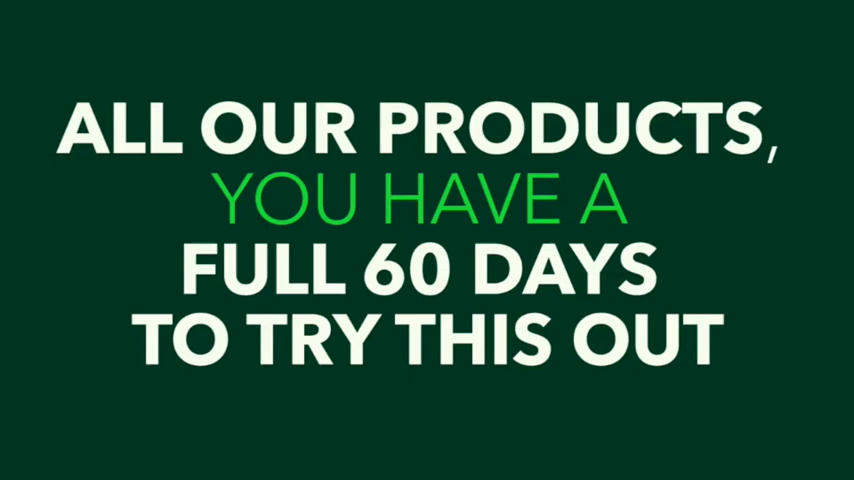 ALL OUR PRODUCTS,
YOU HAVE A
FULL 60 DAYS
TO TRY THIS OUT